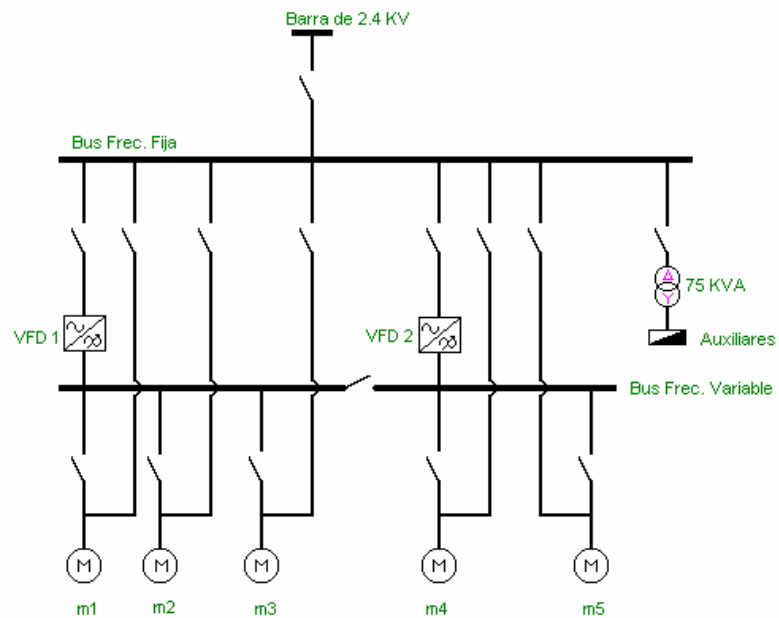 Barra de 2.4 KV
Bus Frec. Fija
Δ
Y
75 KVA
VFD 1
VFD 2
Auxiliares
Bus Frec. Variable
M
M
M
M
M
m1
m2
m3
m4
m5